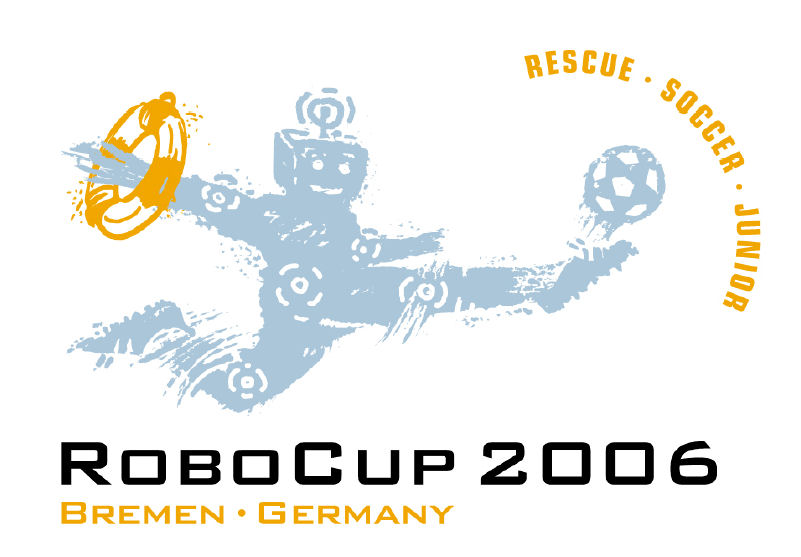 RESCUE · SOCCER · JUNIOR
ROBOCUP 2006
BREMEN · GERMANY